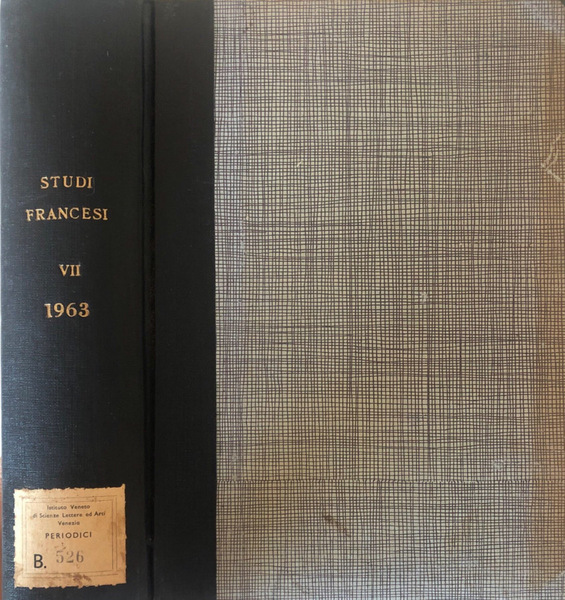 STUDI
FRANCESI
VII
1963
Istituto Veneto
di Scienze Lettere ed Arti
Venezia
PERIODICI
B. 526